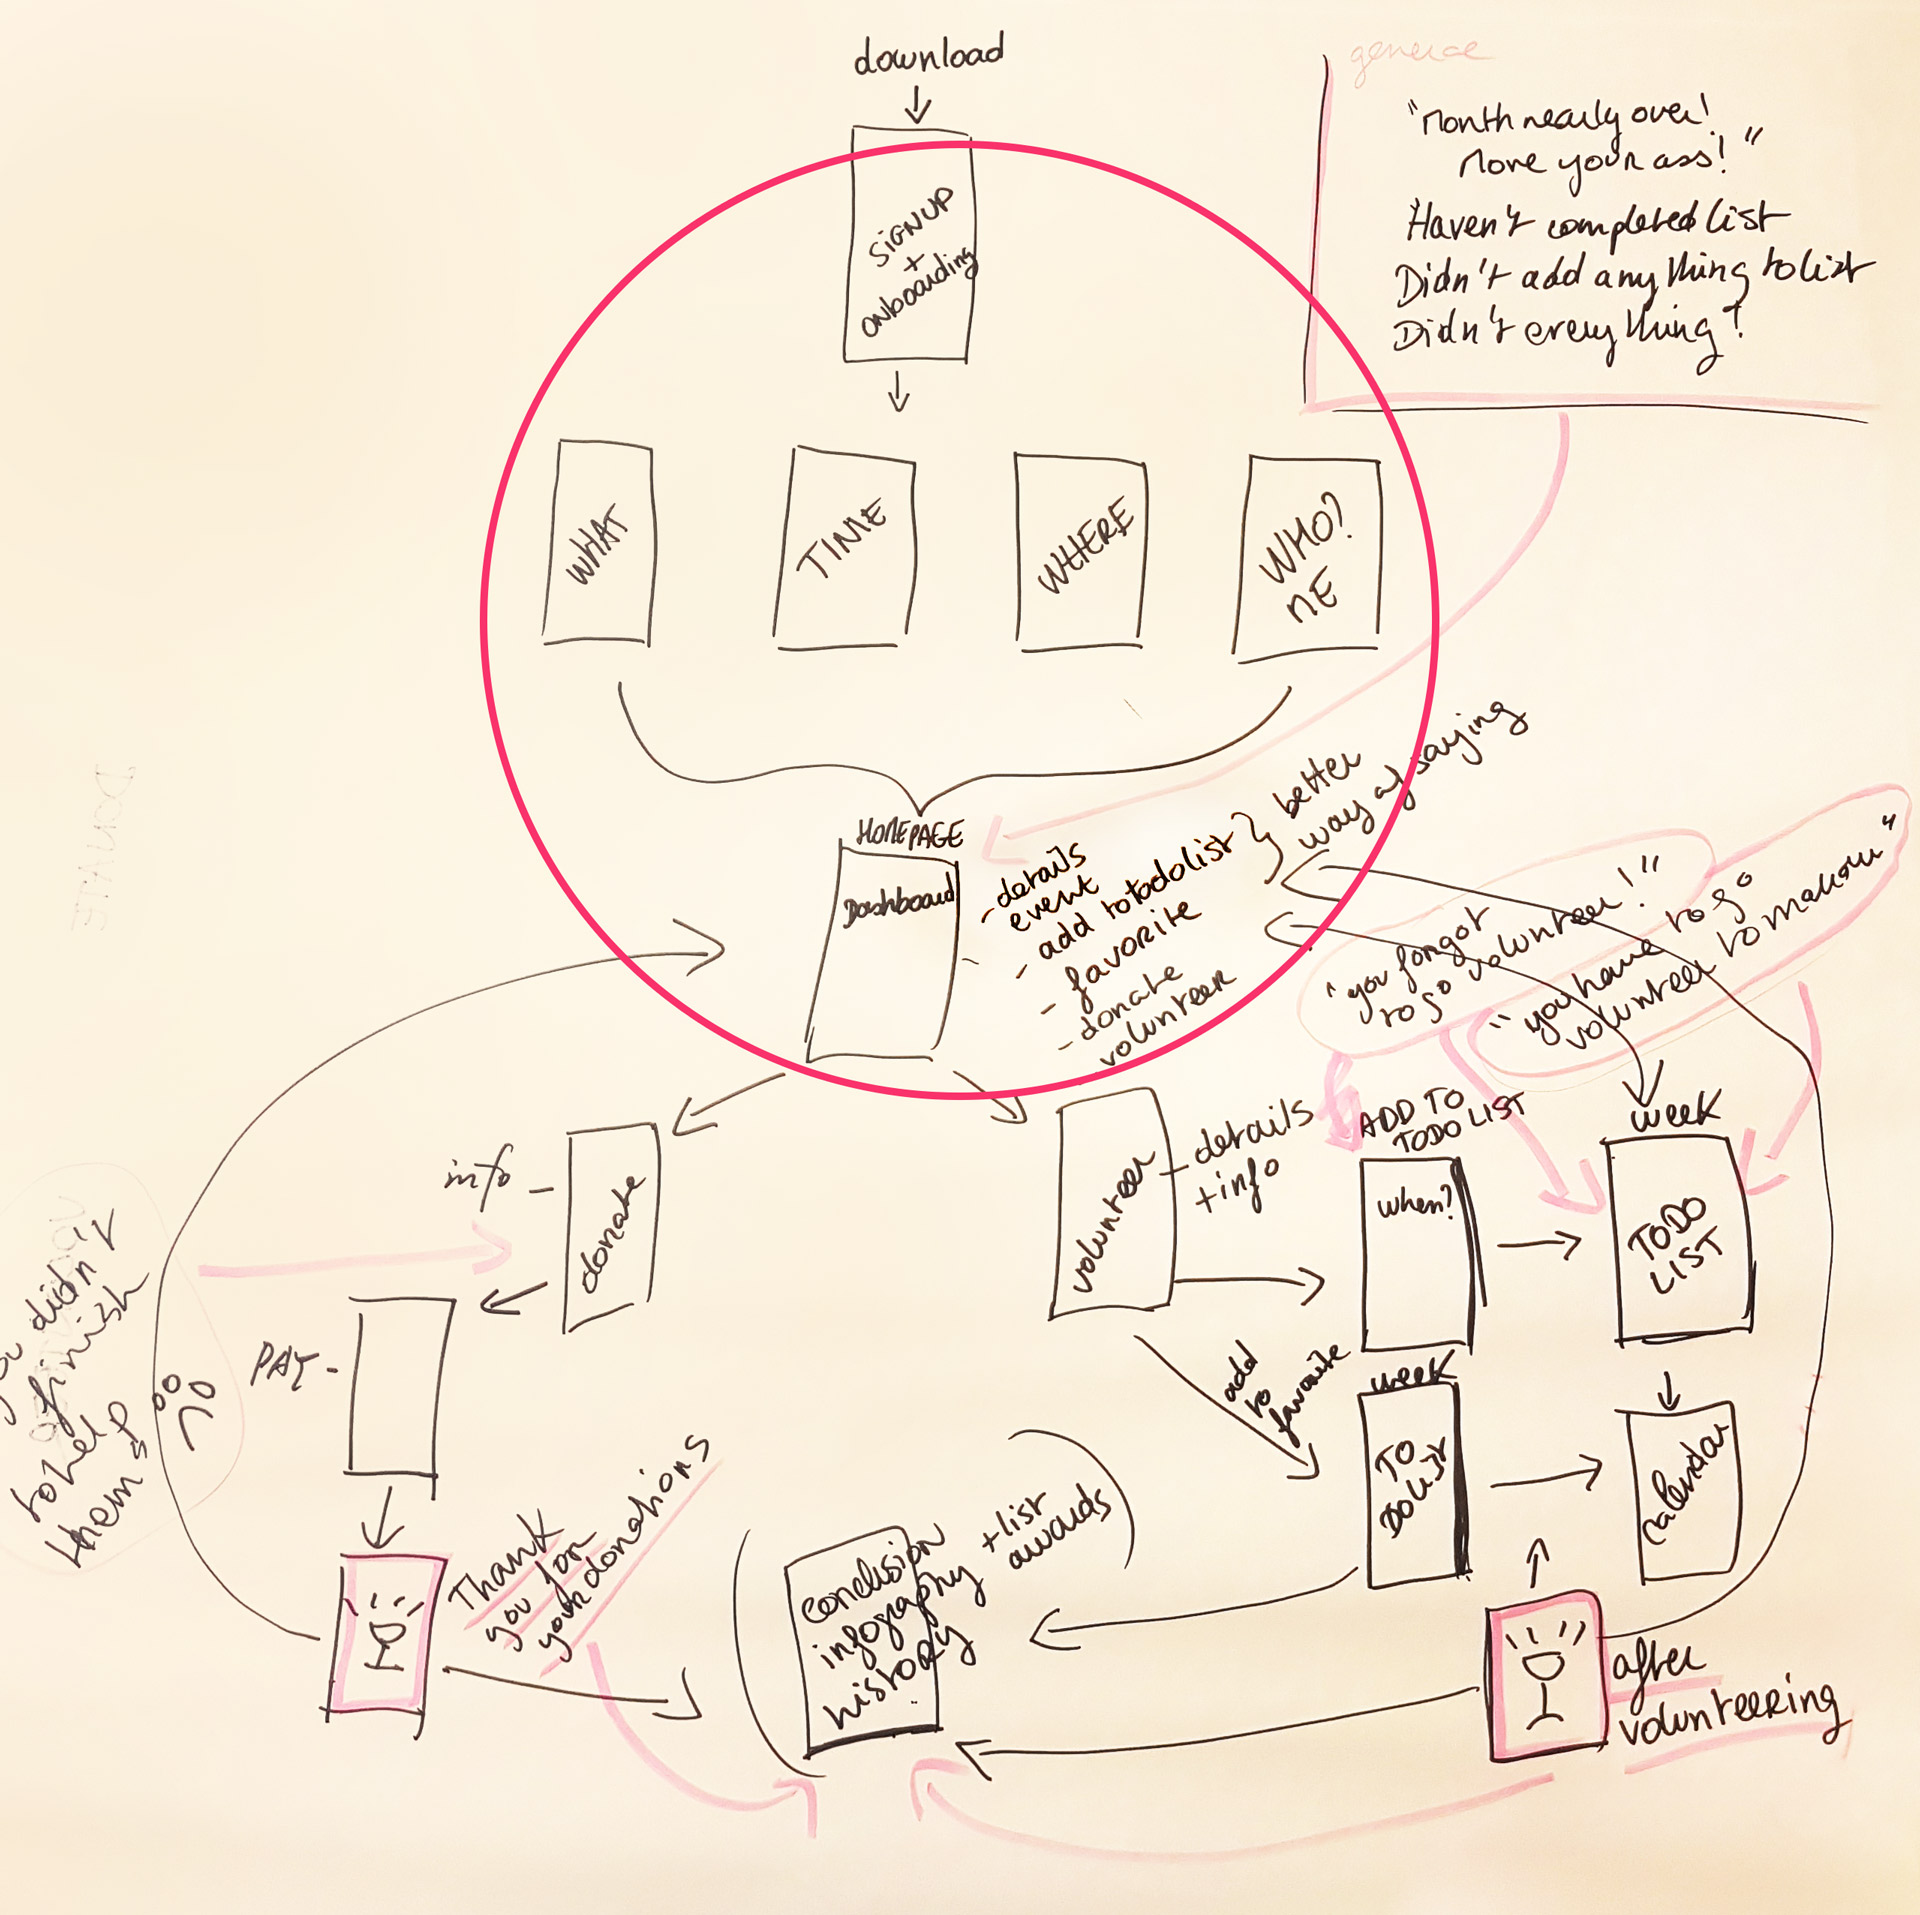 download
generae
"Month nearly over!
Move your ass!"
Haven't completed list
Didn't add anything to list
Didn't everything?
SIGNUP
+
onboarding
WHAT
TIME
WHERE
WHO?
ME
HOMEPAGE
Dashboard
- details
event
- add to todolist
- favorite
- donate
volunteer
better
way of saying
"you forgot
to go volunteer!"
"you have to go
volunteer tomorrow"
DONATE
info -
donate
PAY -
didn't
finish
to help
them
Thank
you for
your donations
volunteer
- details
+ info
ADD TO
TODO LIST
when?
week
TODO
LIST
add
to
favorite
week
TO
DO LIST
calendar
conclusion
infography
history
+ list
awards
after
volunteering